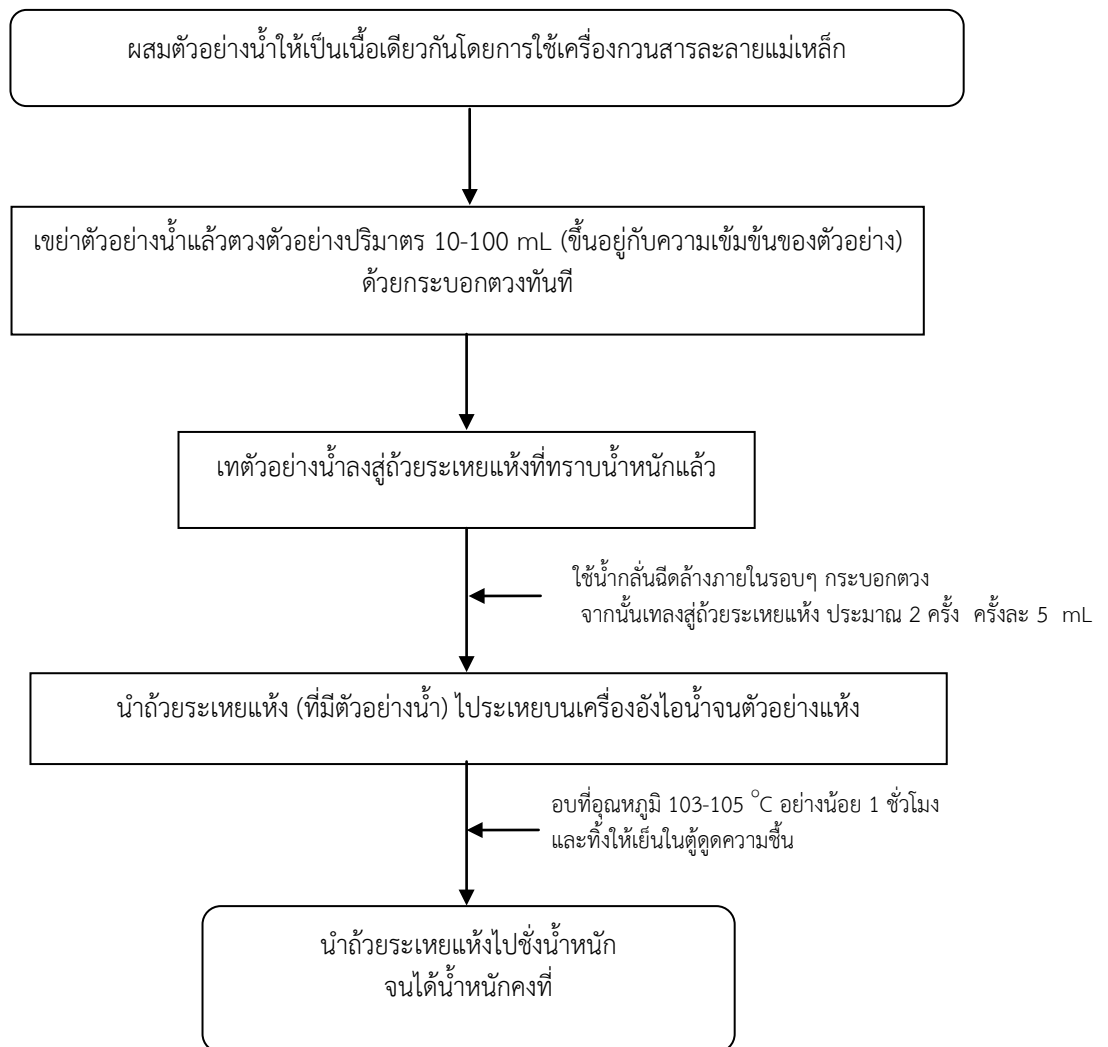 ผสมตัวอย่างน้ำให้เป็นเนื้อเดียวกันโดยการใช้เครื่องกวนสารละลายแม่เหล็ก
เขย่าตัวอย่างน้ำแล้วตวงตัวอย่างปริมาตร 10-100 mL (ขึ้นอยู่กับความเข้มข้นของตัวอย่าง)
ด้วยกระบอกตวงทันที
เทตัวอย่างน้ำลงสู่ถ้วยระเหยแห้งที่ทราบน้ำหนักแล้ว
ใช้น้ำกลั่นฉีดล้างภายในรอบๆ กระบอกตวง
จากนั้นเทลงสู่ถ้วยระเหยแห้ง ประมาณ 2 ครั้ง ครั้งละ 5 mL
นำถ้วยระเหยแห้ง (ที่มีตัวอย่างน้ำ) ไประเหยบนเครื่องอังไอน้ำจนตัวอย่างแห้ง
อบที่อุณหภูมิ 103-105 °C อย่างน้อย 1 ชั่วโมง
และทิ้งให้เย็นในตู้ดูดความชื้น
นำถ้วยระเหยแห้งไปชั่งน้ำหนัก
จนได้น้ำหนักคงที่